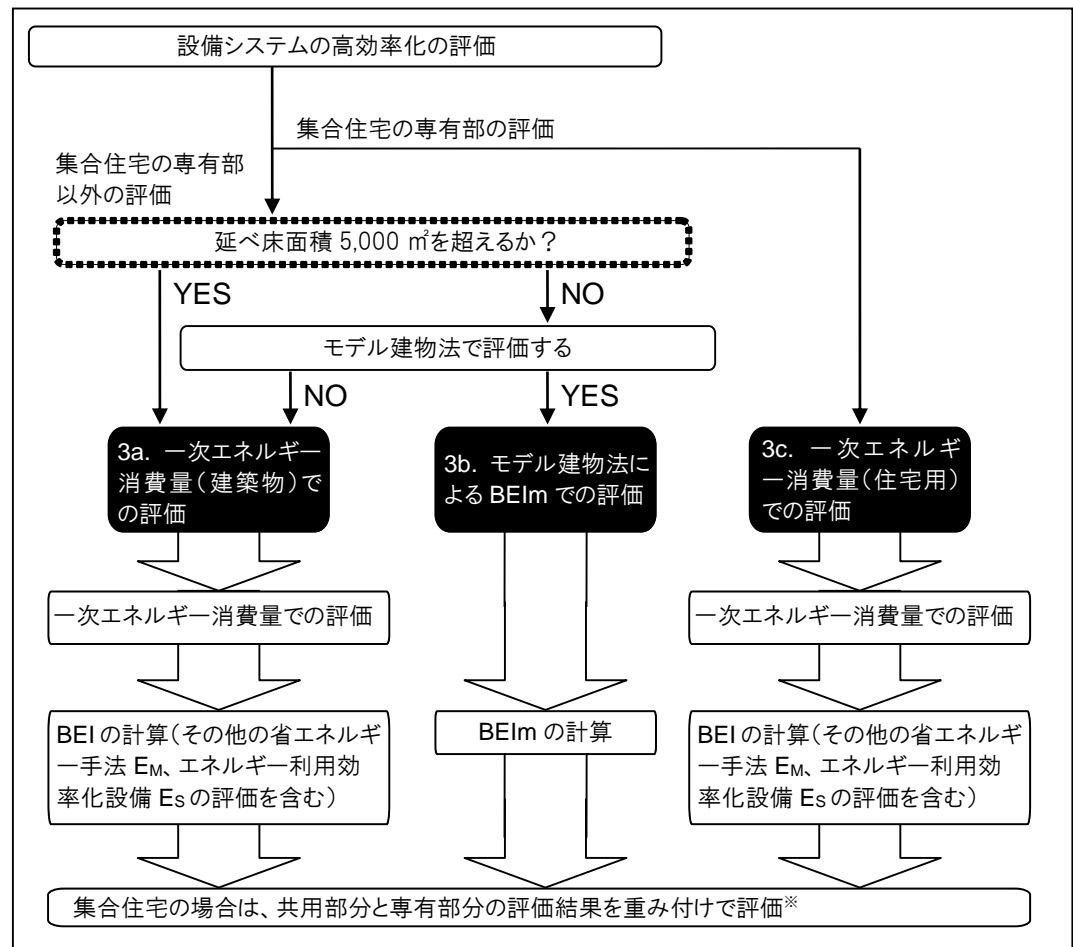 設備システムの高効率化の評価
集合住宅の専有部の評価
集合住宅の専有部
以外の評価
延べ床面積 5,000 ㎡を超えるか？
YES
NO
モデル建物法で評価する
NO
YES
3a. 一次エネルギー
消費量（建築物）で
の評価
3b. モデル建物法に
よる BEIm での評価
3c. 一次エネルギ
ー消費量（住宅用）
での評価
一次エネルギー消費量での評価
一次エネルギー消費量での評価
BEI の計算（その他の省エネルギ
ー手法 EM、エネルギー利用効
率化設備 ES の評価を含む）
BEIm の計算
BEI の計算（その他の省エネルギ
ー手法 EM、エネルギー利用効
率化設備 ES の評価を含む）
集合住宅の場合は、共用部分と専有部分の評価結果を重み付けで評価※